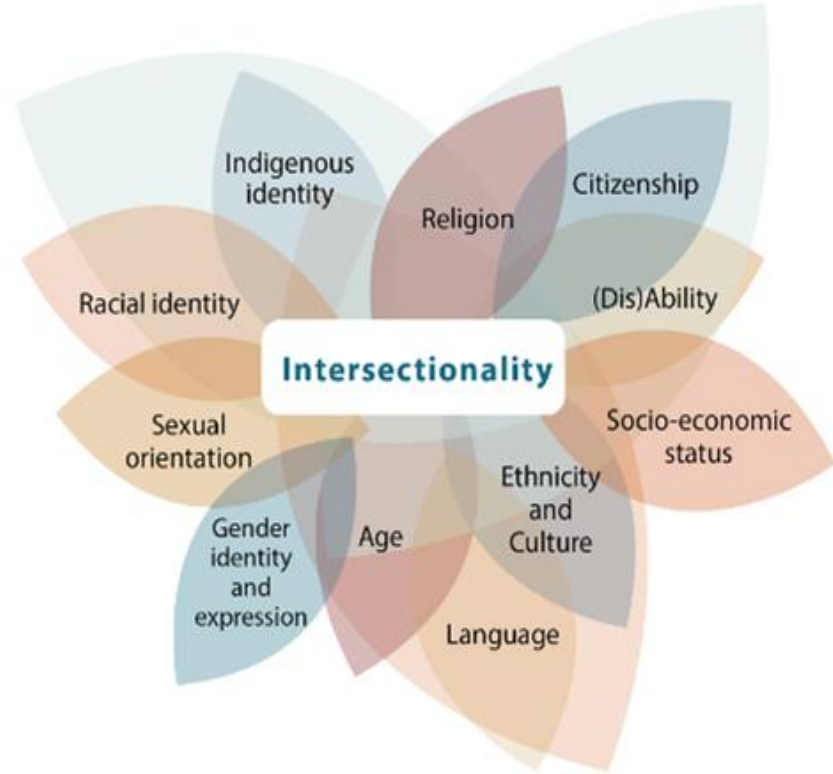 Indigenous
identity
Religion
Citizenship
Racial identity
(Dis)Ability
Intersectionality
Sexual
orientation
Socio-economic
status
Ethnicity
and
Culture
Gender
identity
and
expression
Age
Language